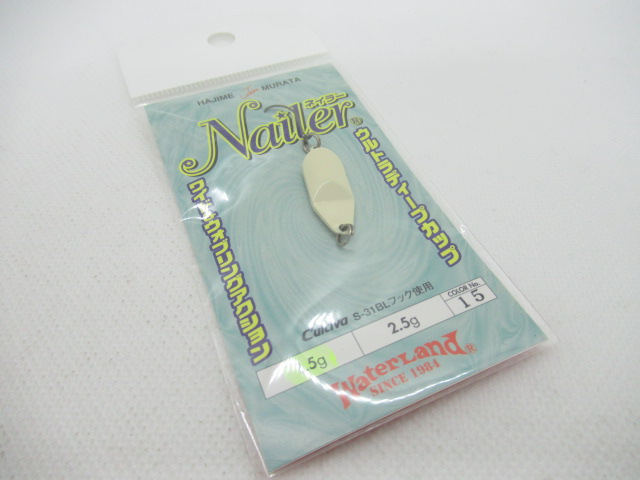 HAJIME Jun MURATA
ネイラー
Nailer®
ウルトラディープカップ
ワイドウォブリングアクション
Cultiva S-31BLフック使用
.5g 2.5g COLOR No. 15
WaterLand®
SINCE 1984